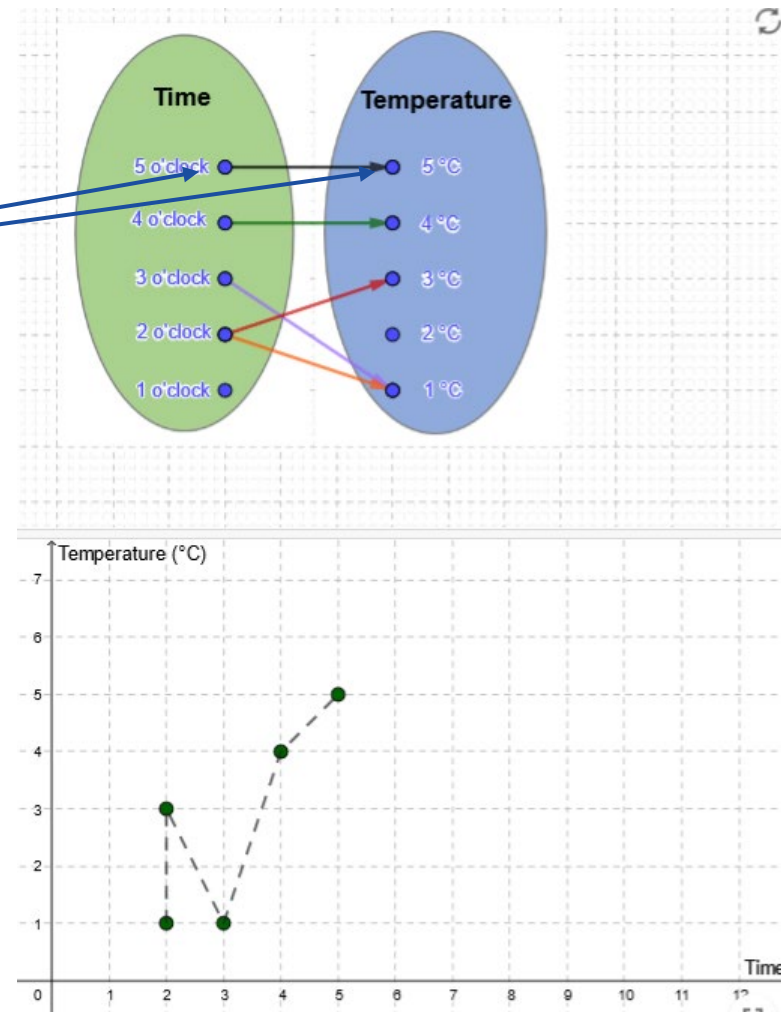 Time
Temperature
5 o'clock
5 °C
4 o'clock
4 °C
3 o'clock
3 °C
2 o'clock
2 °C
1 o'clock
1 °C
Temperature (°C)
7
6
5
4
3
2
1
Time
0 1 2 3 4 5 6 7 8 9 10 11